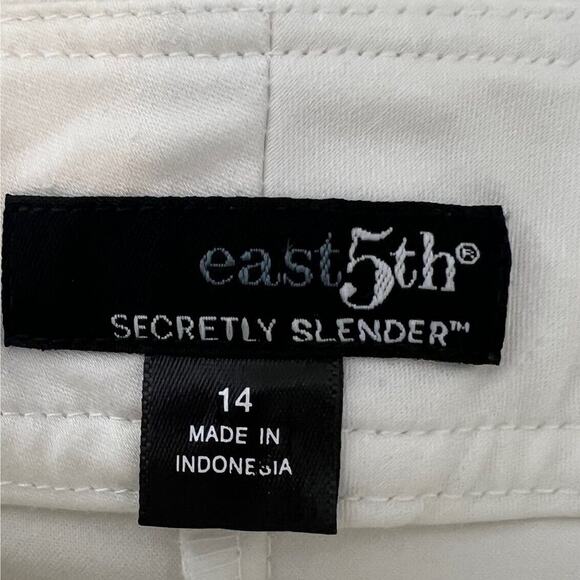 east5th®
SECRETLY SLENDER™
14
MADE IN
INDONESIA